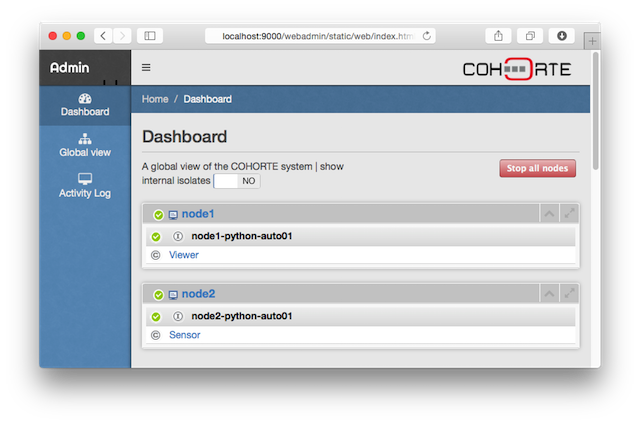 localhost:9000/webadmin/static/web/index.htm
Admin
COHORTE
Dashboard
Home / Dashboard
Global view
Activity Log
Dashboard
A global view of the COHORTE system | show
internal isolates NO
Stop all nodes
node1
I node1-python-auto01
C Viewer
node2
I node2-python-auto01
C Sensor